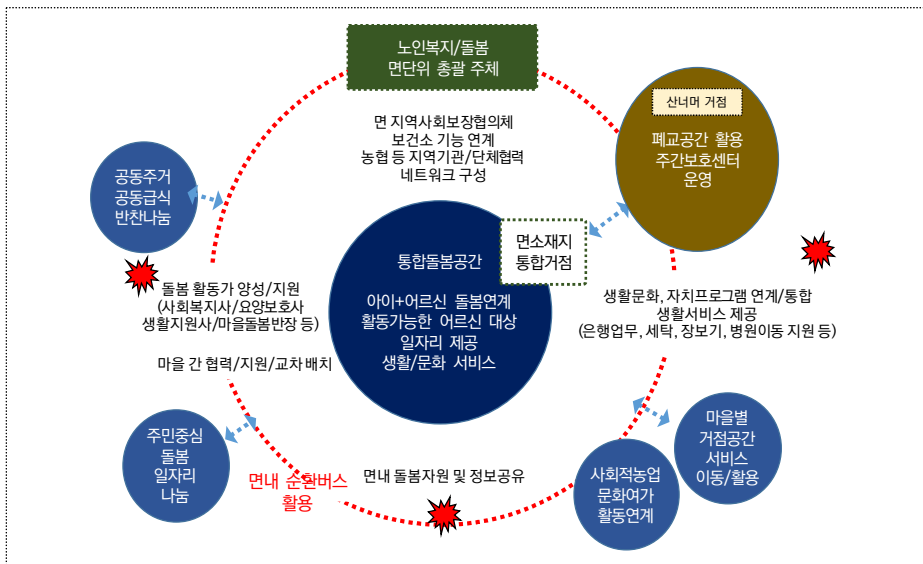 노인복지/돌봄
면단위 총괄 주체
산너머 거점
폐교공간 활용
주간보호센터
운영
면 지역사회보장협의체
보건소 기능 연계
농협 등 지역기관/단체협력
네트워크 구성
공동주거
공동급식
반찬나눔
면소재지
통합거점
통합돌봄공간
아이+어르신 돌봄연계
활동가능한 어르신 대상
일자리 제공
생활/문화 서비스
돌봄 활동가 양성/지원
(사회복지사/요양보호사
생활지원사/마을돌봄반장 등)
마을 간 협력/지원/교차 배치
생활문화, 자치프로그램 연계/통합
생활서비스 제공
(은행업무, 세탁, 장보기, 병원이동 지원 등)
주민중심
돌봄
일자리
나눔
면내 순환버스
활용
면내 돌봄자원 및 정보공유
사회적농업
문화여가
활동연계
마을별
거점공간
서비스
이동/활용